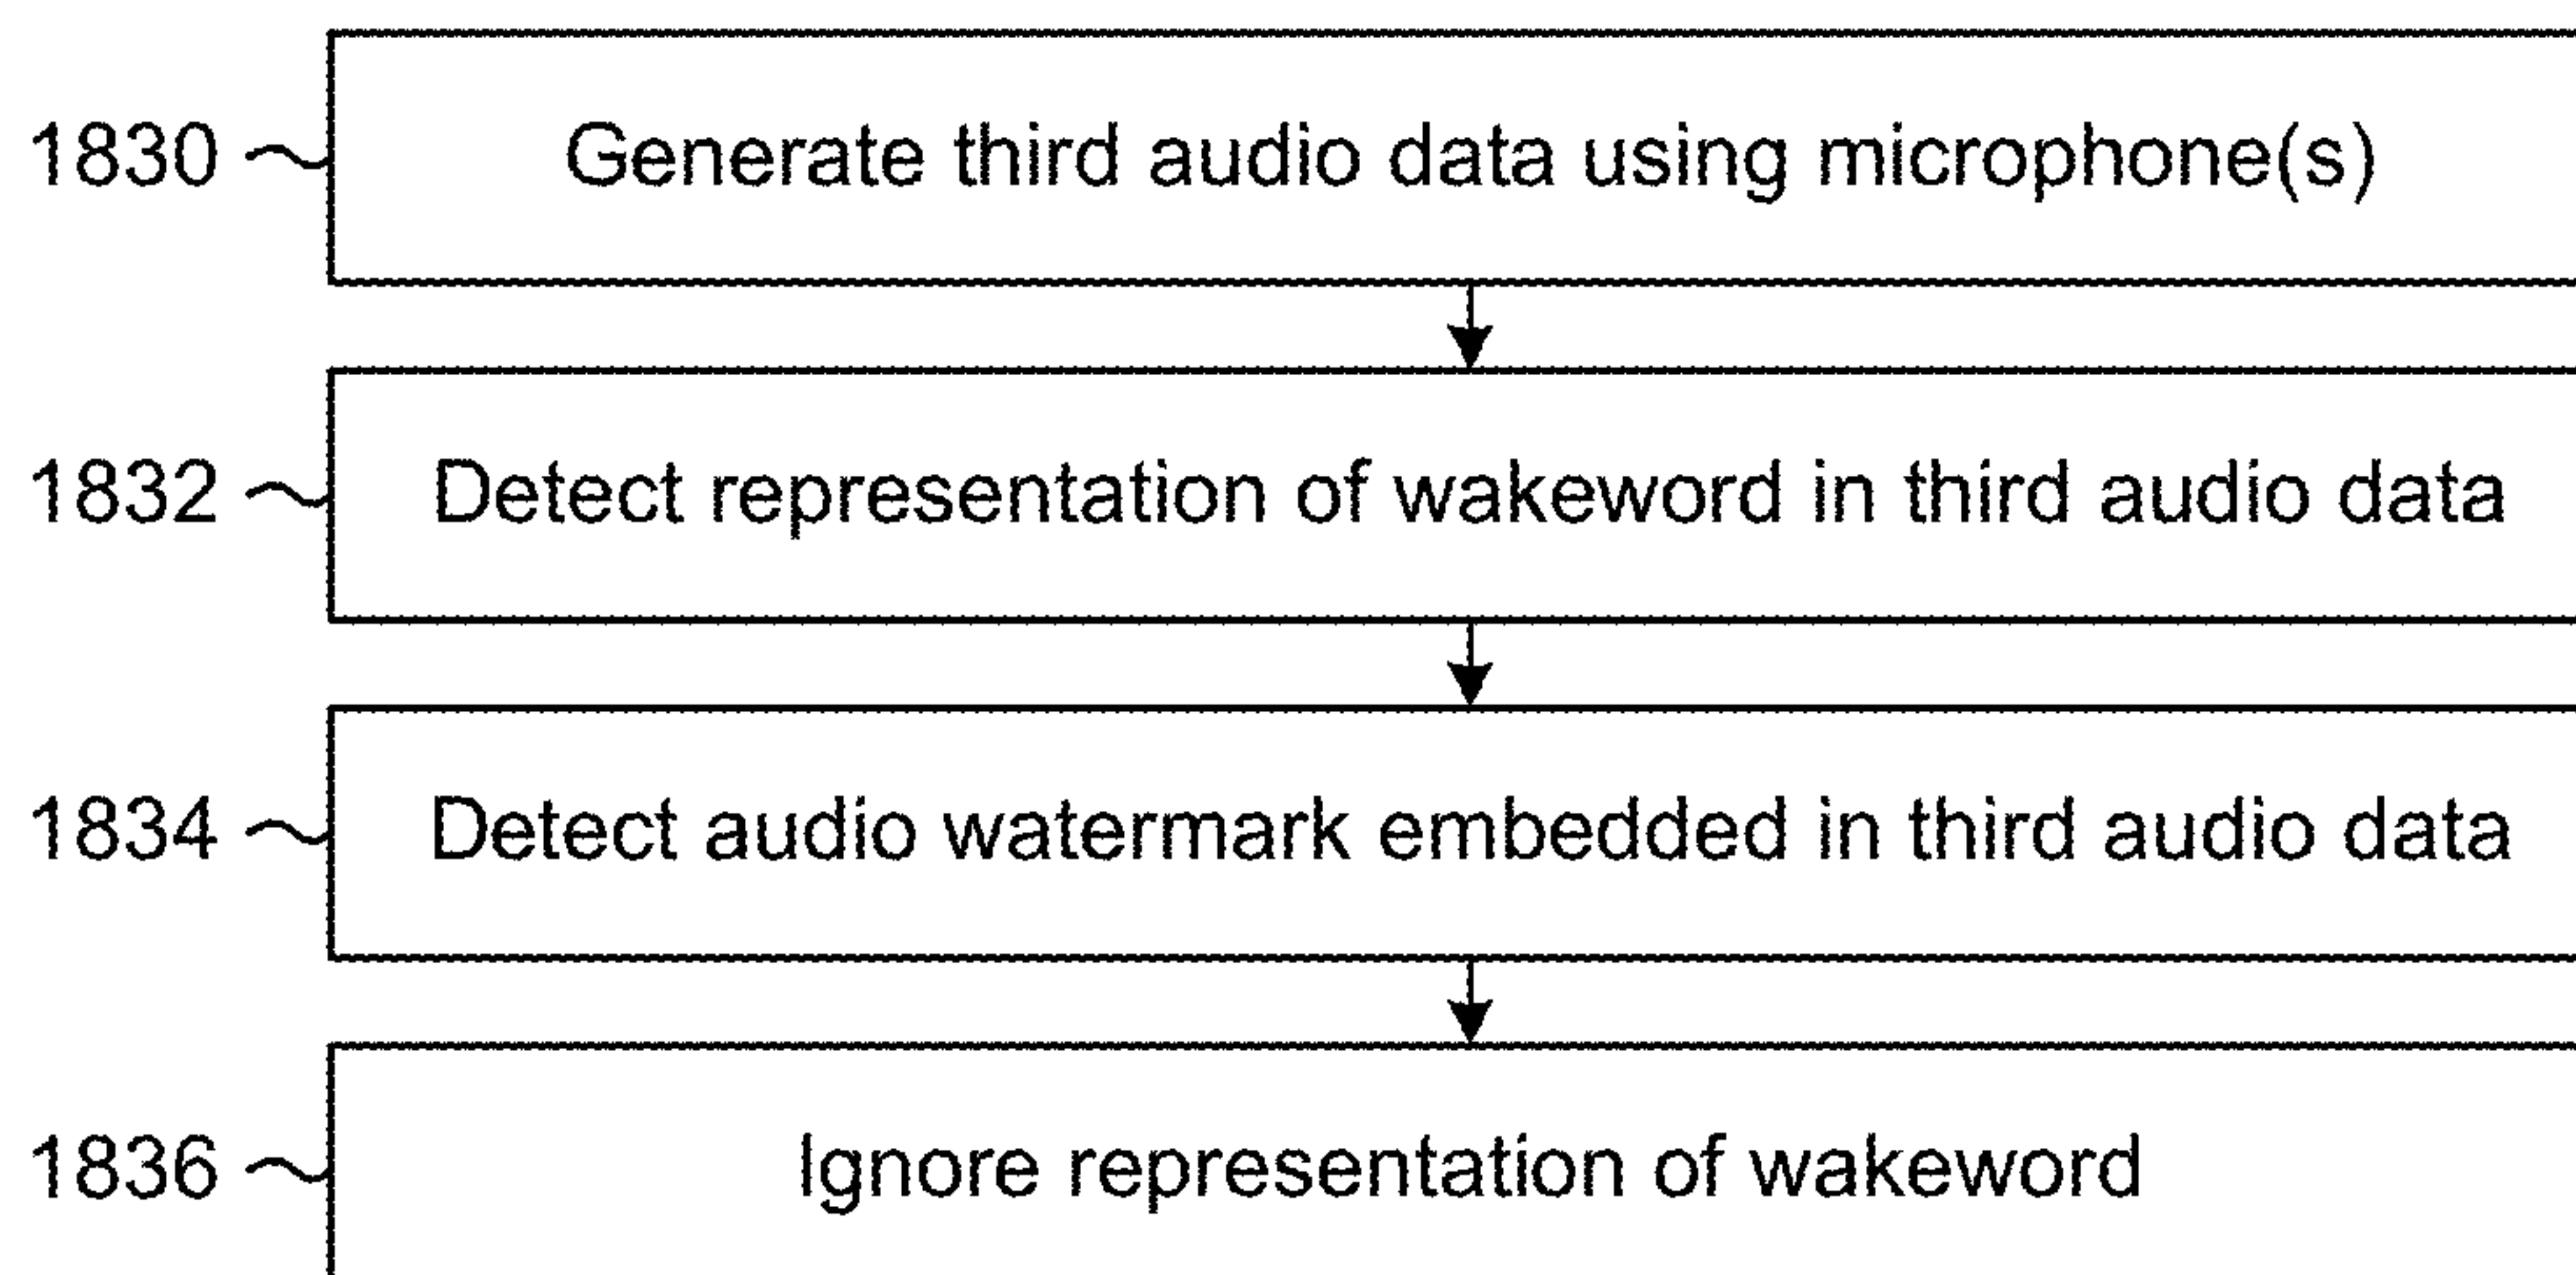 1830 Generate third audio data using microphone(s)
1832 Detect representation of wakeword in third audio data
1834 Detect audio watermark embedded in third audio data
1836 Ignore representation of wakeword